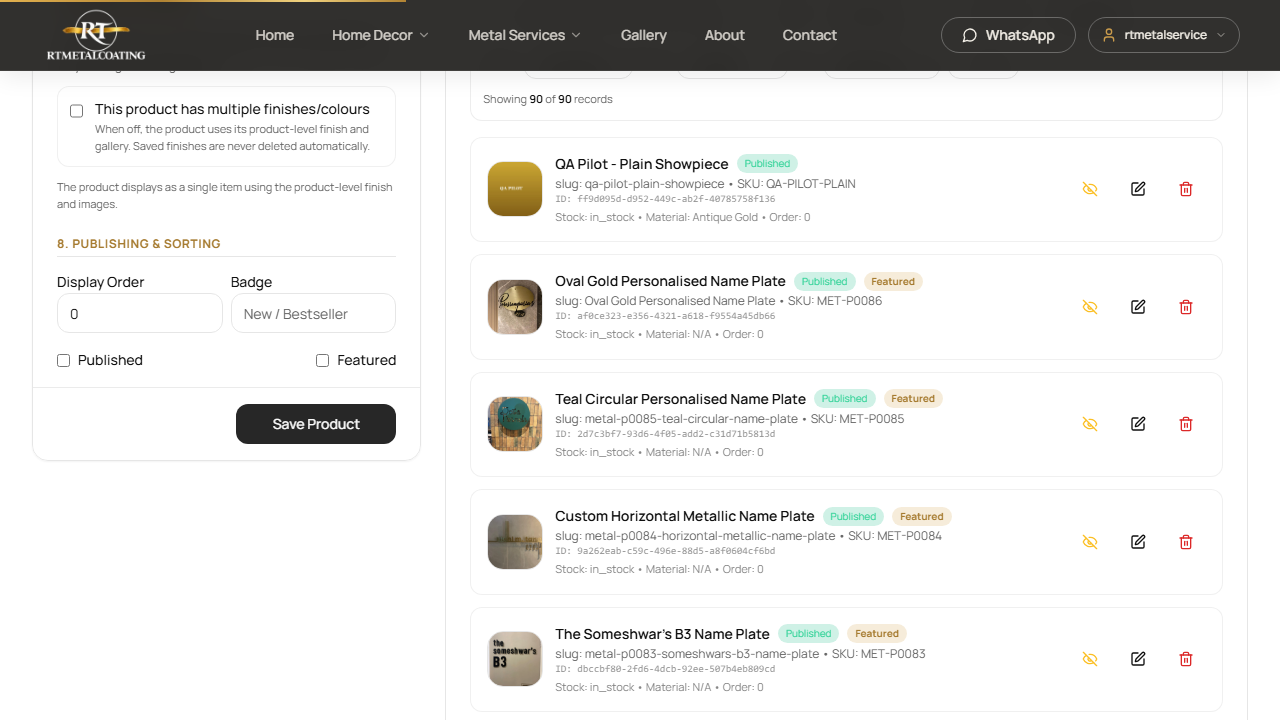 RT
RTMETALCOATING
Home
Home Decor
Metal Services
Gallery
About
Contact
WhatsApp
rtmetalservice
This product has multiple finishes/colours
When off, the product uses its product-level finish and
gallery. Saved finishes are never deleted automatically.
The product displays as a single item using the product-level finish
and images.
8. PUBLISHING & SORTING
Display Order
Badge
0
New / Bestseller
Published
Featured
Save Product
Showing 90 of 90 records
QA PILOT
QA Pilot - Plain Showpiece Published
slug: qa-pilot-plain-showpiece • SKU: QA-PILOT-PLAIN
ID: ff9d095d-d952-449c-ab2f-40785758f136
Stock: in_stock • Material: Antique Gold • Order: 0
Oval Gold Personalised Name Plate Published Featured
slug: Oval Gold Personalised Name Plate • SKU: MET-P0086
ID: af0ce323-e356-4321-a618-f9554a45db66
Stock: in_stock • Material: N/A • Order: 0
Teal Circular Personalised Name Plate Published Featured
slug: metal-p0085-teal-circular-name-plate • SKU: MET-P0085
ID: 2d7c3bf7-93d6-4f05-add2-c31d71b5813d
Stock: in_stock • Material: N/A • Order: 0
Custom Horizontal Metallic Name Plate Published Featured
slug: metal-p0084-horizontal-metallic-name-plate • SKU: MET-P0084
ID: 9a262eab-c59c-496e-88d5-a8f0604cf6bd
Stock: in_stock • Material: N/A • Order: 0
the
someshwar's
B3
The Someshwar's B3 Name Plate Published Featured
slug: metal-p0083-someshwars-b3-name-plate • SKU: MET-P0083
ID: dbccbf80-2fd6-4dcb-92ee-507b4eb809cd
Stock: in_stock • Material: N/A • Order: 0